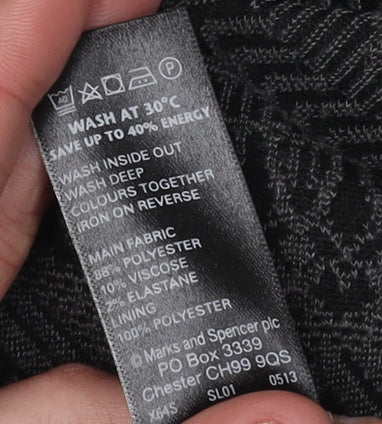 40 P
WASH AT 30°C
SAVE UP TO 40% ENERGY
WASH INSIDE OUT
WASH DEEP
COLOURS TOGETHER
IRON ON REVERSE
MAIN FABRIC
88% POLYESTER
10% VISCOSE
2% ELASTANE
LINING
100% POLYESTER
© Marks and Spencer plc
PO Box 3339
Chester CH99 9QS
X64S SL01 0513